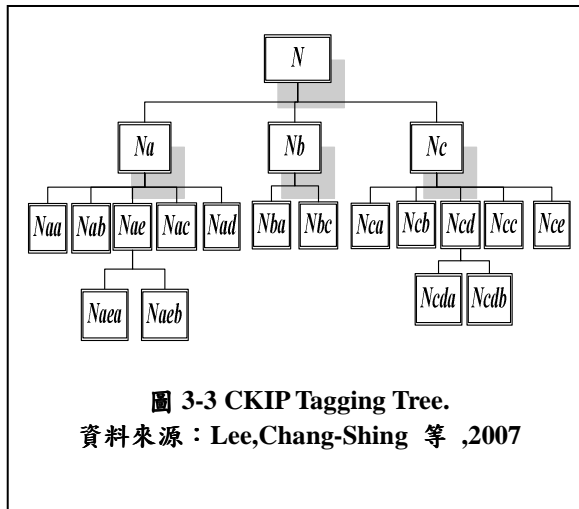 N
Na Nb Nc
Naa Nab Nae Nac Nad Nba Nbc Nca Ncb Ncd Ncc Nce
Naea Naeb Ncda Ncdb
圖 3-3 CKIP Tagging Tree.
資料來源：Lee,Chang-Shing 等 ,2007